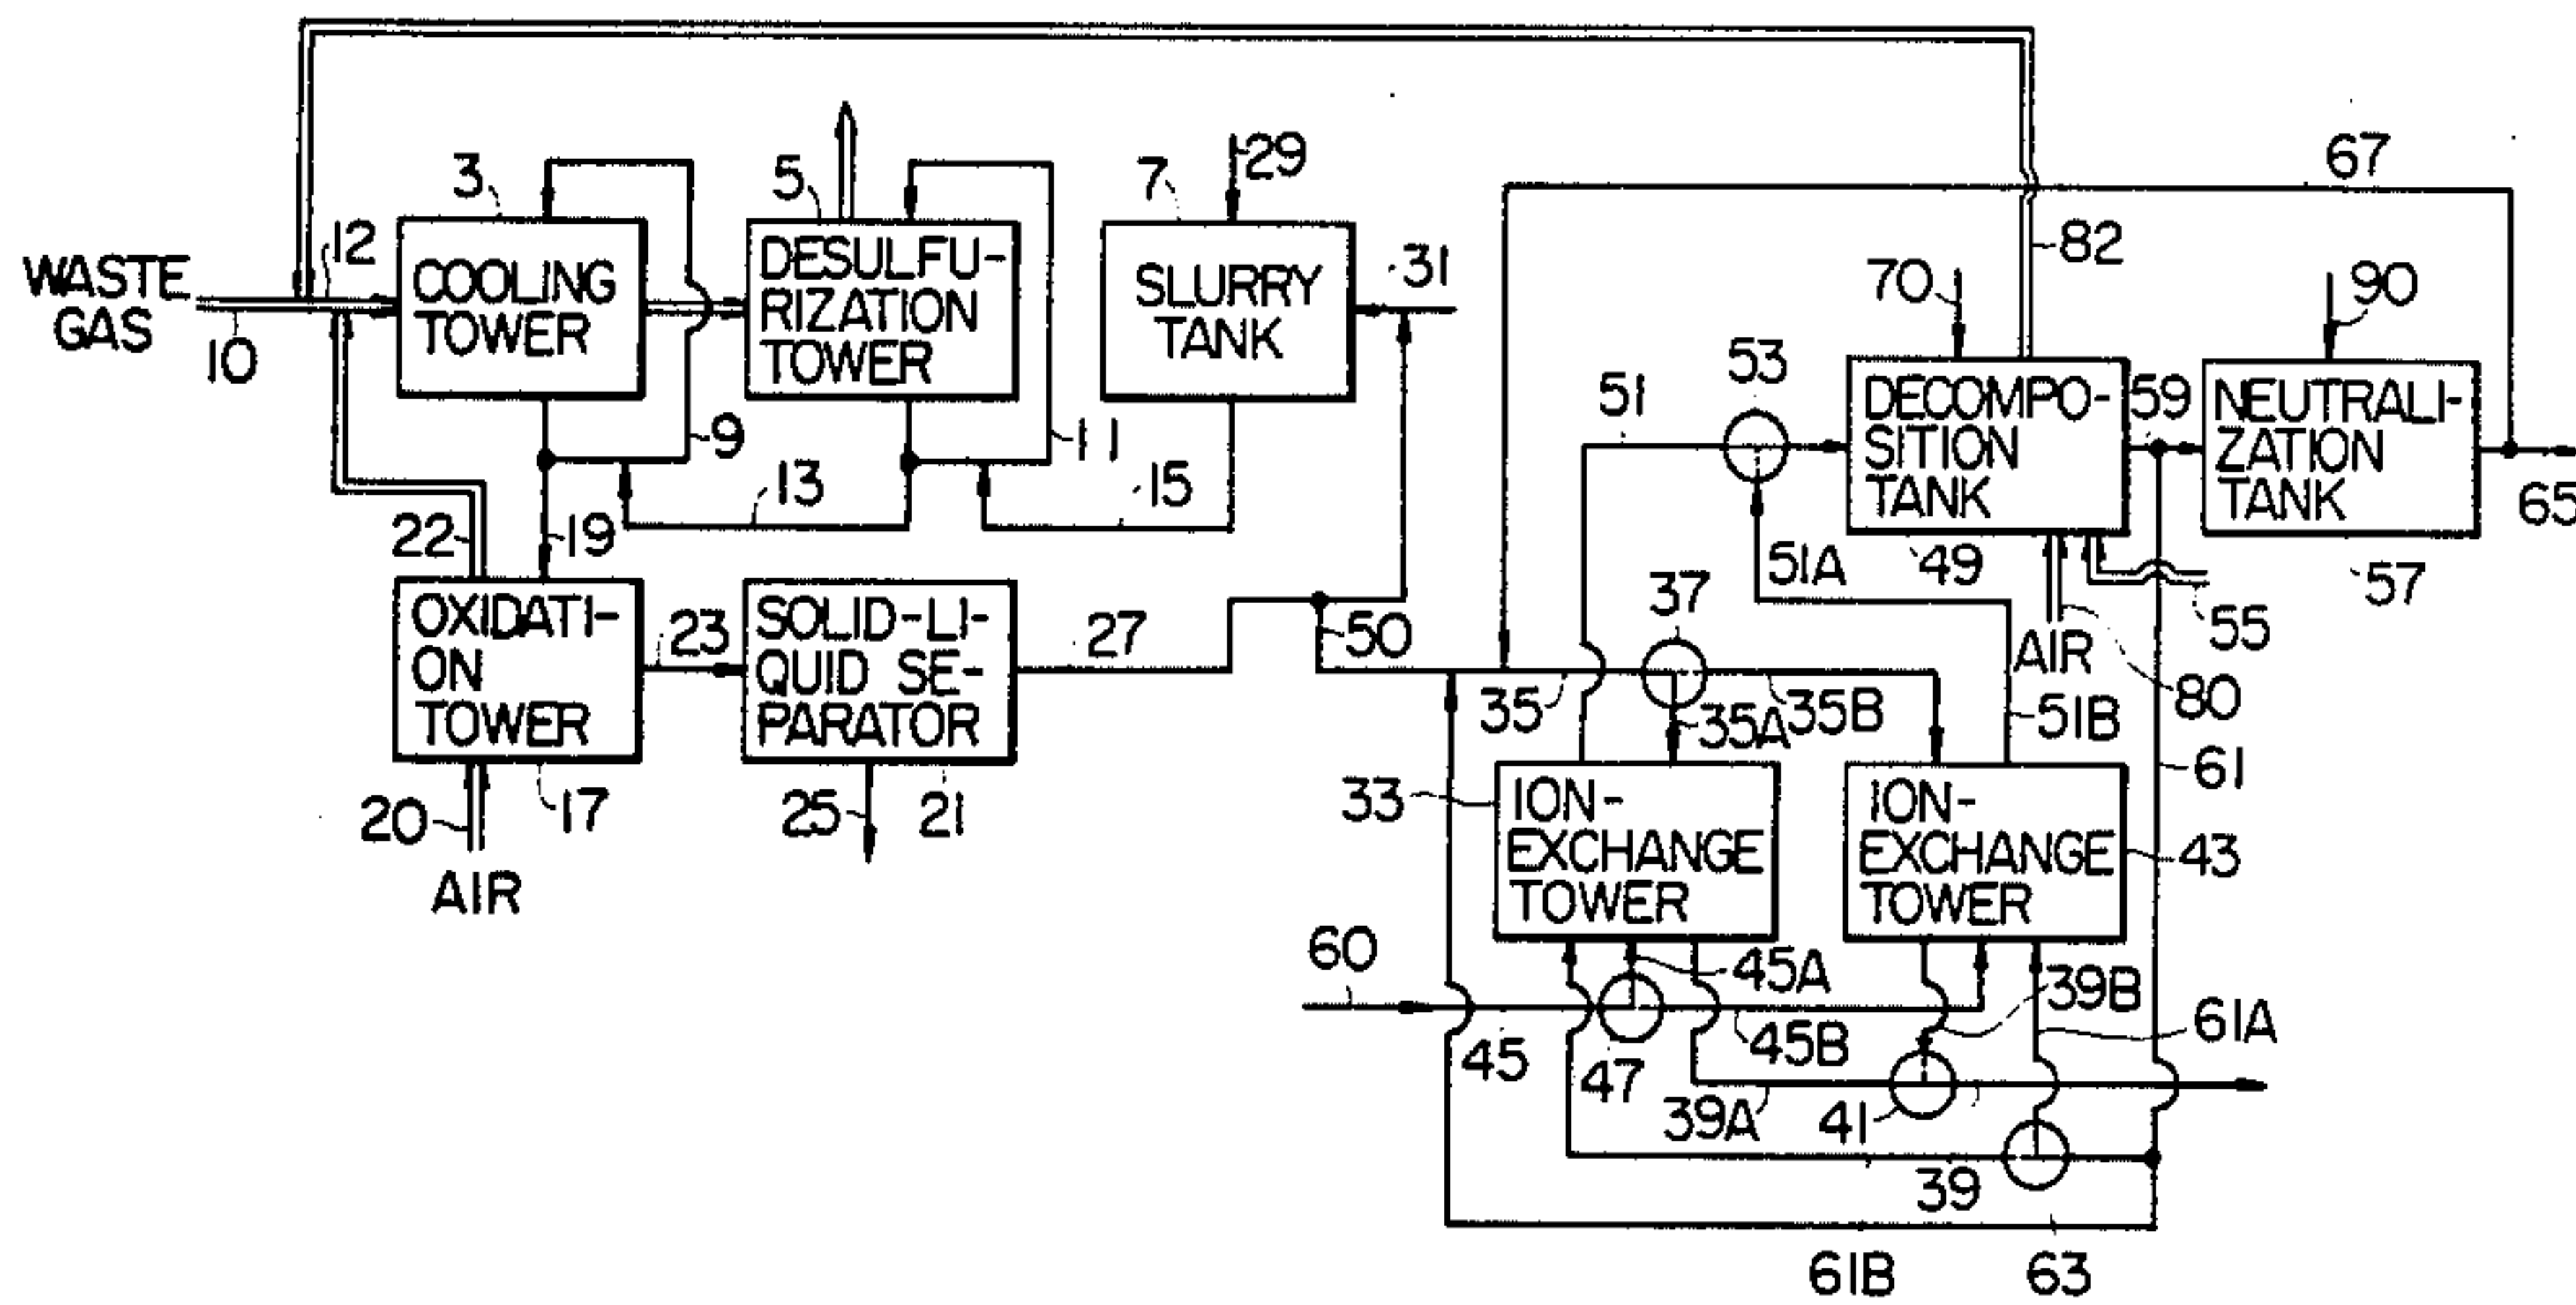 67
3
5
7
29
12
82
WASTE
GAS
10
COOLING
TOWER
DESULFU-
RIZATION
TOWER
SLURRY
TANK
31
70
90
53
51
DECOMPO-
SITION
TANK
59
NEUTRALI-
ZATION
TANK
9
11
13
15
65
22
19
51A
49
57
37
55
OXIDATI-
ON
TOWER
23
SOLID-LI-
QUID SE-
PARATOR
27
50
AIR
80
35
35A
35B
51B
61
20
17
25
21
33
ION-
EXCHANGE
TOWER
ION-
EXCHANGE
TOWER
43
AIR
60
45A
39B
61A
45
47
45B
39A
41
39
61B
63